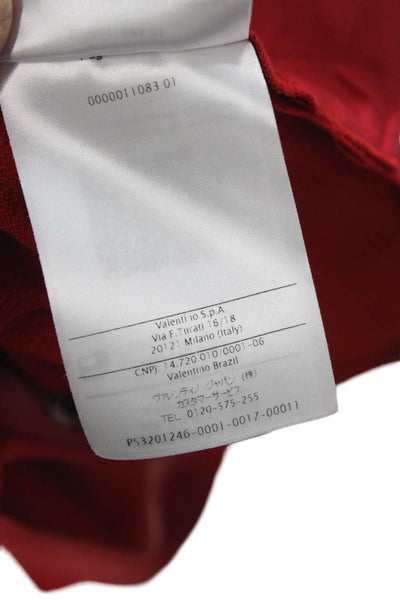 0000011083 01
Valentino S.p.A.
Via F.Turati 16/18
20121 Milano (Italy)
CNPJ 14.720.010/0001-06
Valentino Brazil
ヴァレンティノ ジャパン (株)
カスタマーサービス
TEL 0120-575-255
P53201246-0001-0017-00011